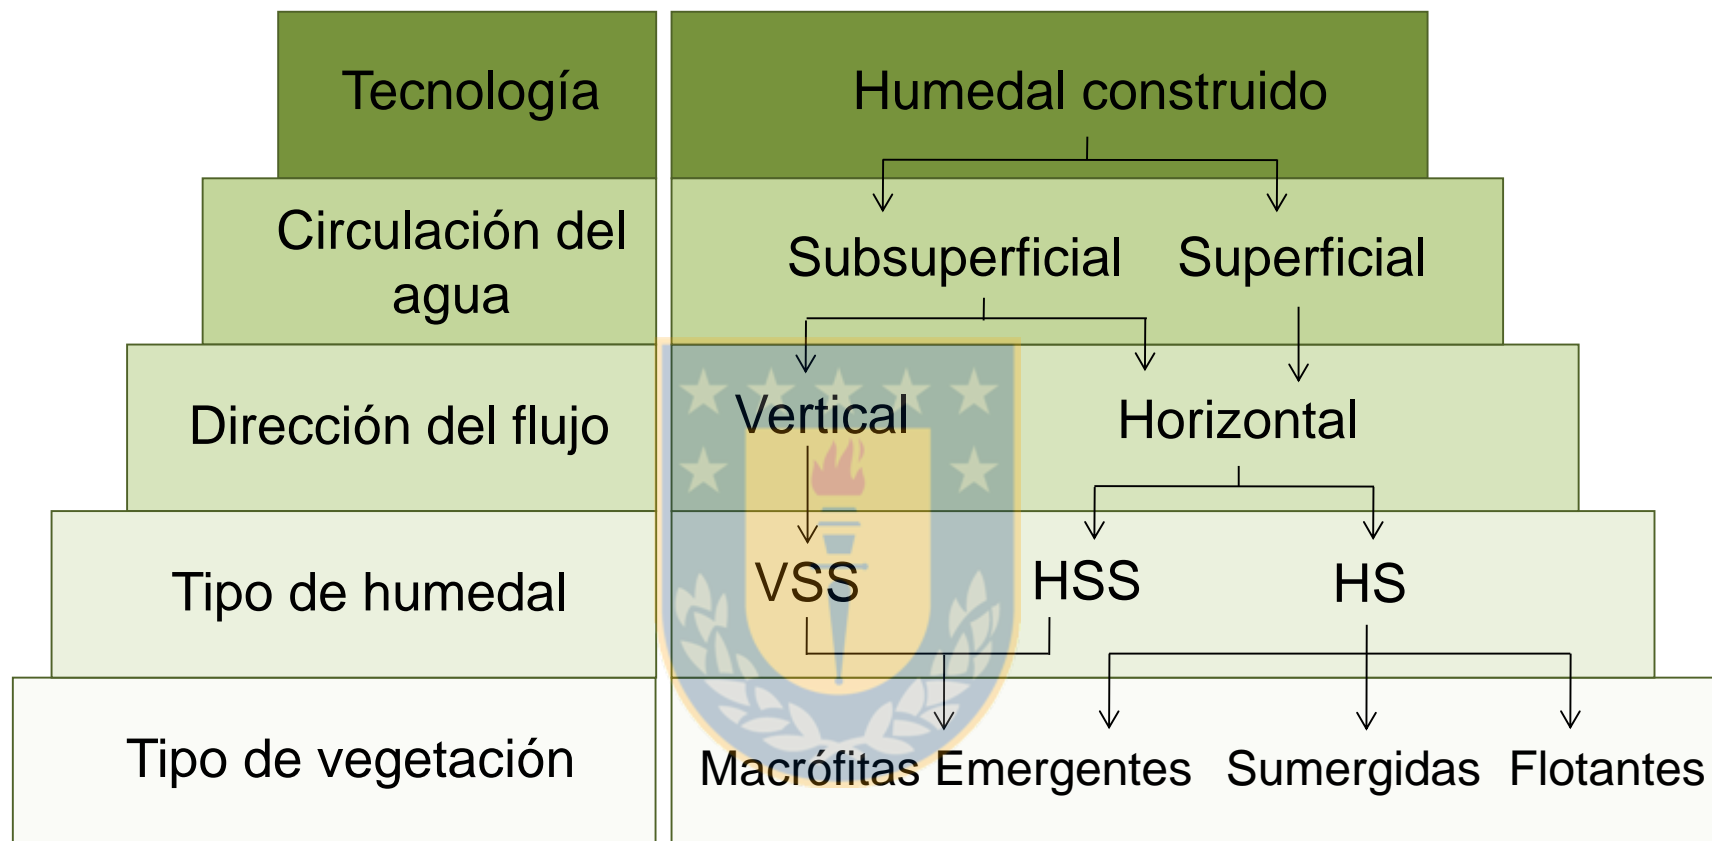 Tecnología
Humedal construido
Circulación del
agua
Subsuperficial
Superficial
Dirección del flujo
Vertical
Horizontal
Tipo de humedal
VSS
HSS
HS
Tipo de vegetación
Macrófitas Emergentes
Sumergidas
Flotantes